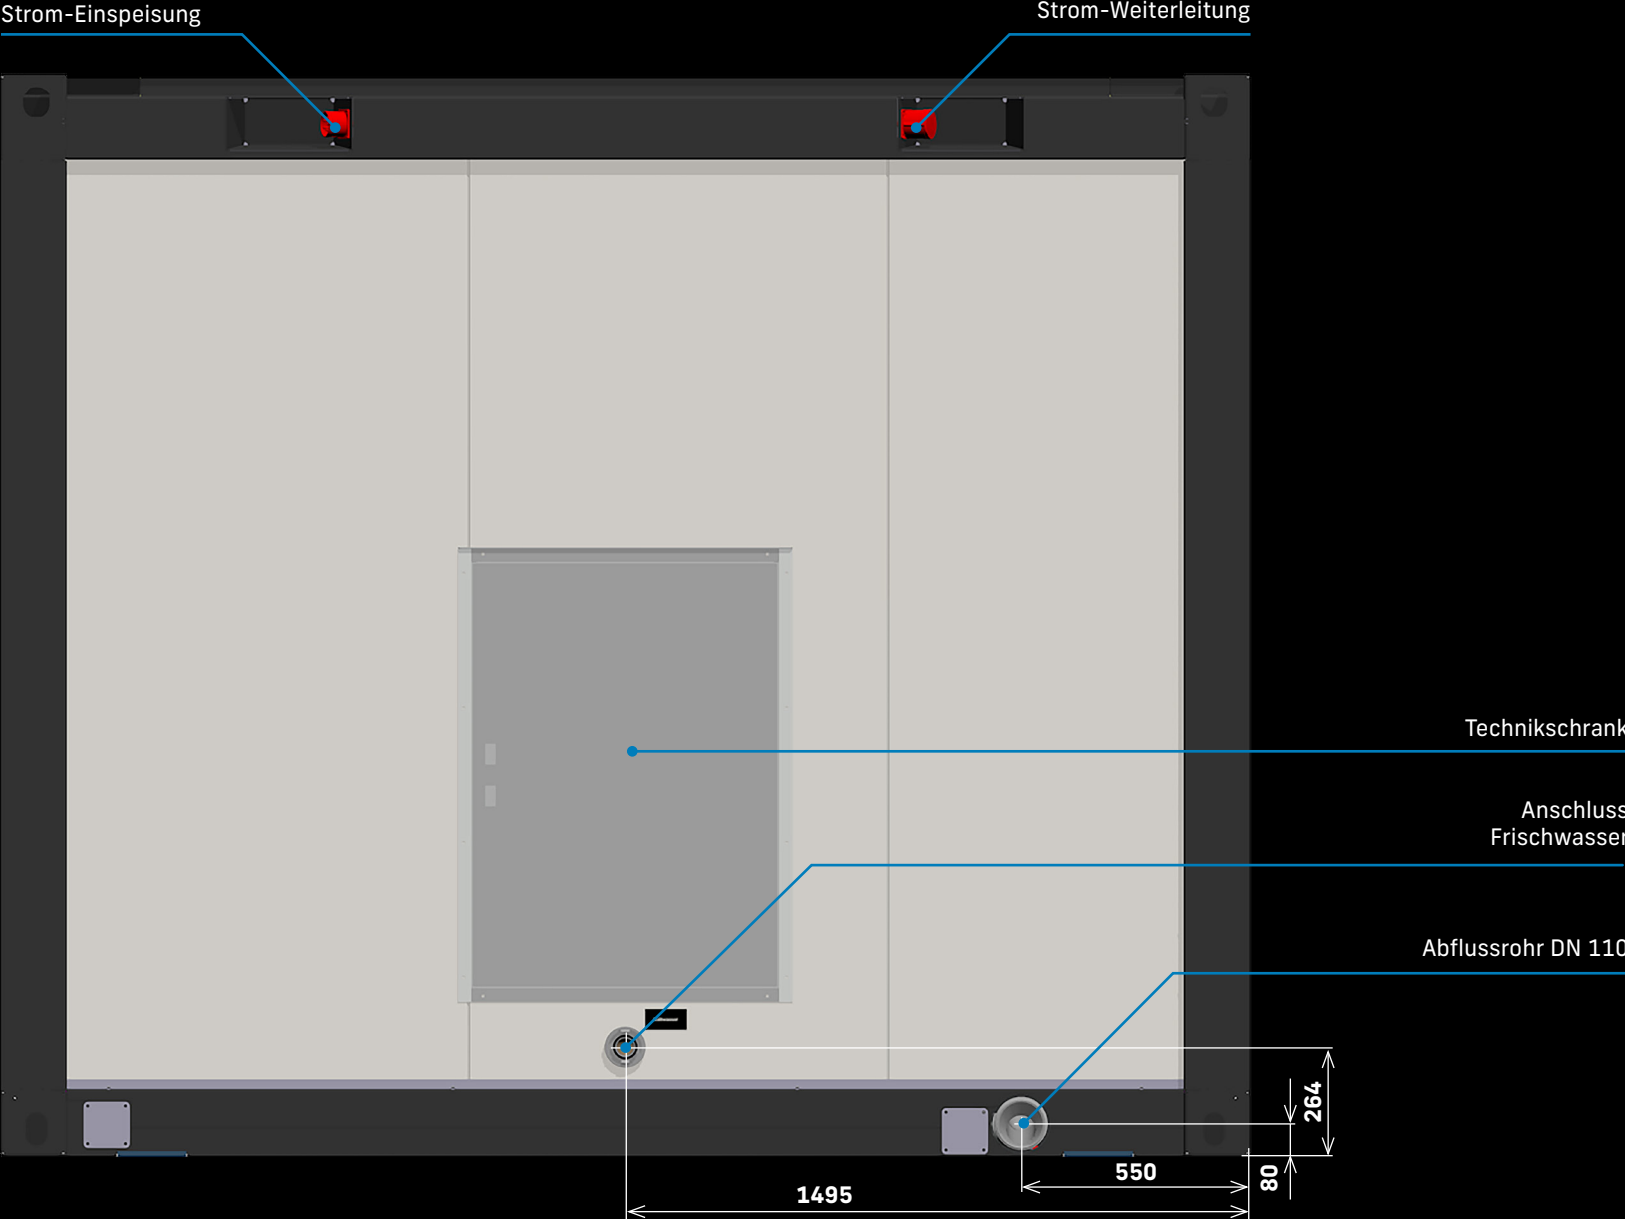 Strom-Einspeisung
Strom-Weiterleitung
Technikschrank
Anschluss
Frischwasser
Abflussrohr DN 110
264
80
550
1495